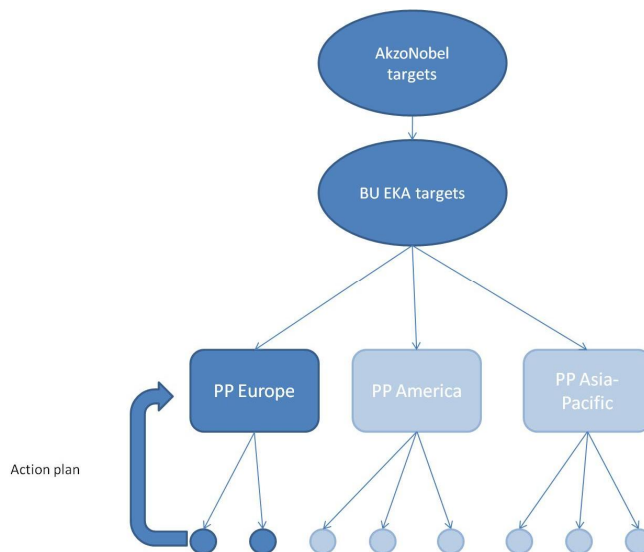 AkzoNobel
targets
BU EKA targets
PP Europe
PP America
PP Asia-
Pacific
Action plan